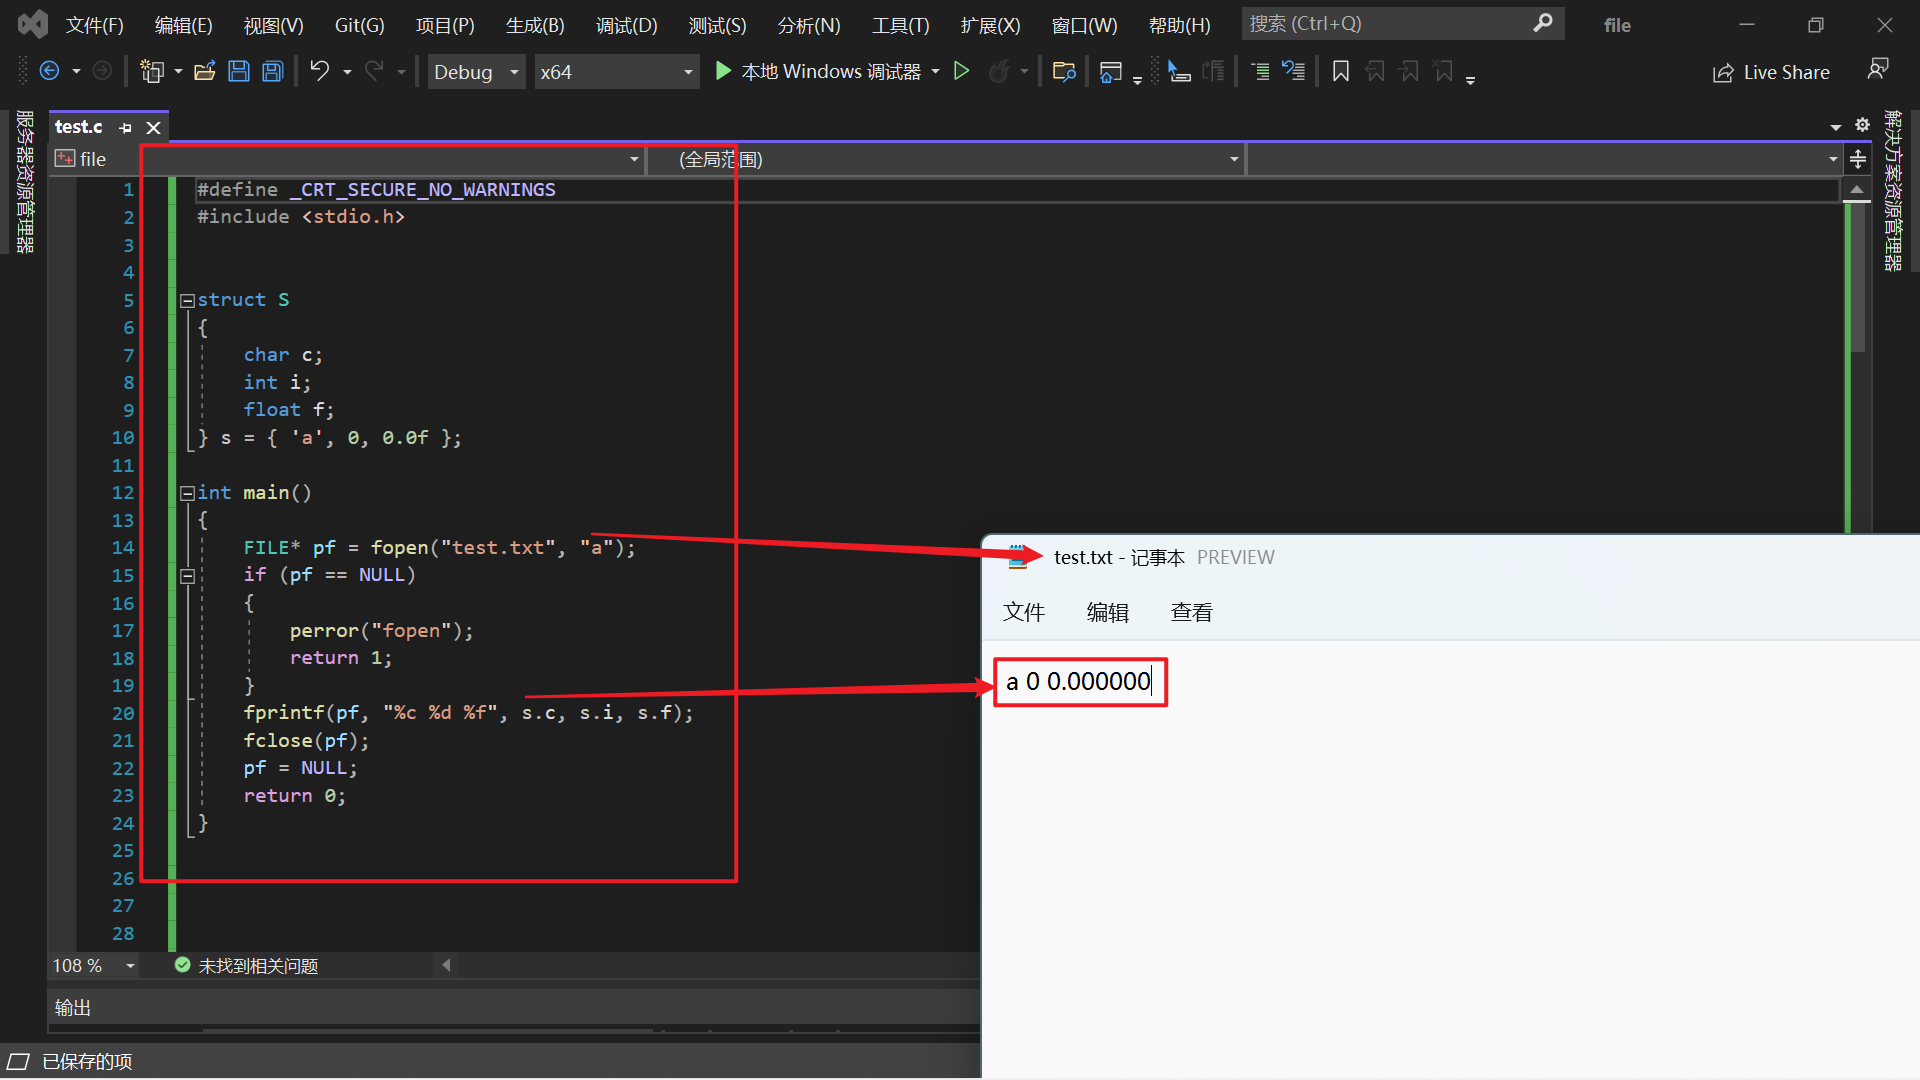 文件(F) 编辑(E) 视图(V) Git(G) 项目(P) 生成(B) 调试(D) 测试(S) 分析(N) 工具(T) 扩展(X) 窗口(W) 帮助(H) 搜索 (Ctrl+Q) file
Debug x64 本地 Windows 调试器 Live Share
服务器资源管理器
解决方案资源管理器
test.c
file (全局范围)
1 #define _CRT_SECURE_NO_WARNINGS
2 #include <stdio.h>
3
4
5 struct S
6 {
7 char c;
8 int i;
9 float f;
10 } s = { 'a', 0, 0.0f };
11
12 int main()
13 {
14 FILE* pf = fopen("test.txt", "a");
15 if (pf == NULL)
16 {
17 perror("fopen");
18 return 1;
19 }
20 fprintf(pf, "%c %d %f", s.c, s.i, s.f);
21 fclose(pf);
22 pf = NULL;
23 return 0;
24 }
25
26
27
28
test.txt - 记事本 PREVIEW
文件 编辑 查看
a 0 0.000000
108 % 未找到相关问题
输出
已保存的项